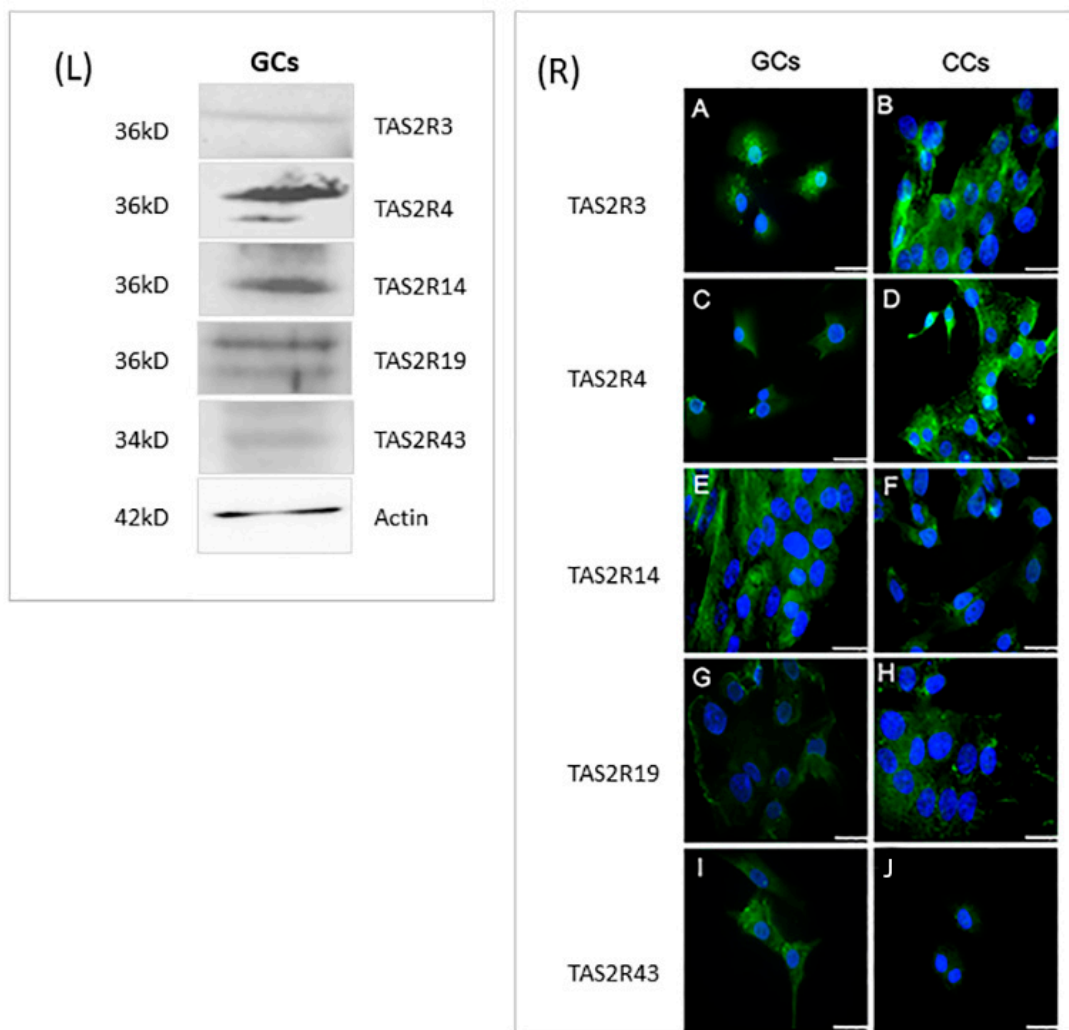 (L)
GCs
36kD TAS2R3
36kD TAS2R4
36kD TAS2R14
36kD TAS2R19
34kD TAS2R43
42kD Actin
(R)
GCs CCs
A B
TAS2R3
C D
TAS2R4
E F
TAS2R14
G H
TAS2R19
I J
TAS2R43